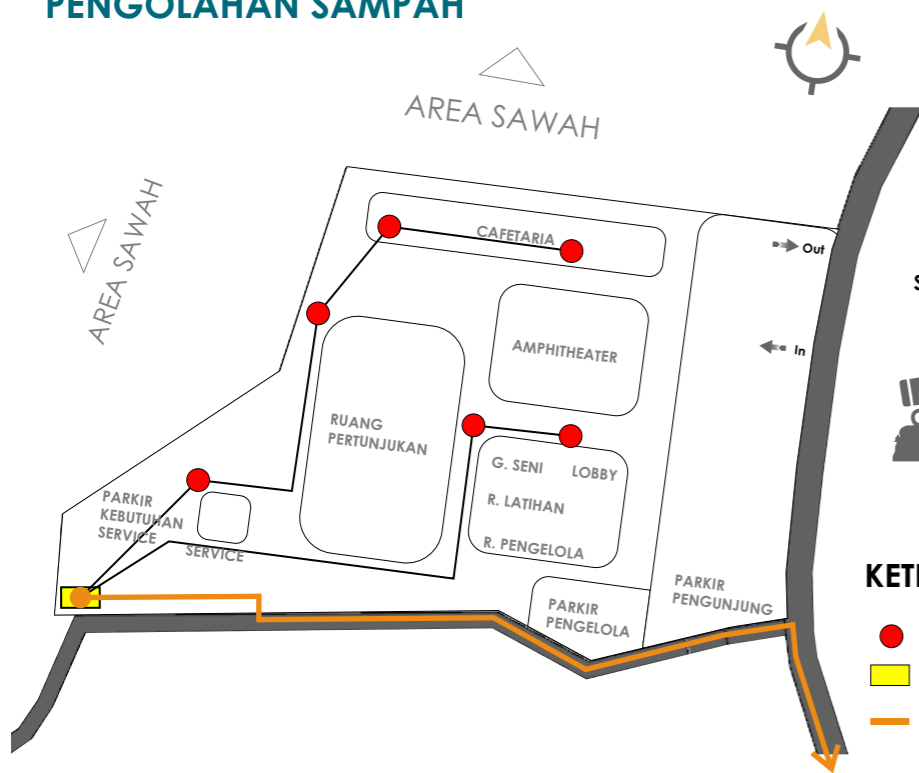 PENGOLAHAN SAMPAH
AREA SAWAH
AREA SAWAH
CAFETARIA
Out
In
AMPHITHEATER
RUANG
PERTUNJUKAN
G. SENI
LOBBY
R. LATIHAN
R. PENGELOLA
PARKIR
KEBUTUHAN
SERVICE
SERVICE
PARKIR
PENGELOLA
PARKIR
PENGUNJUNG